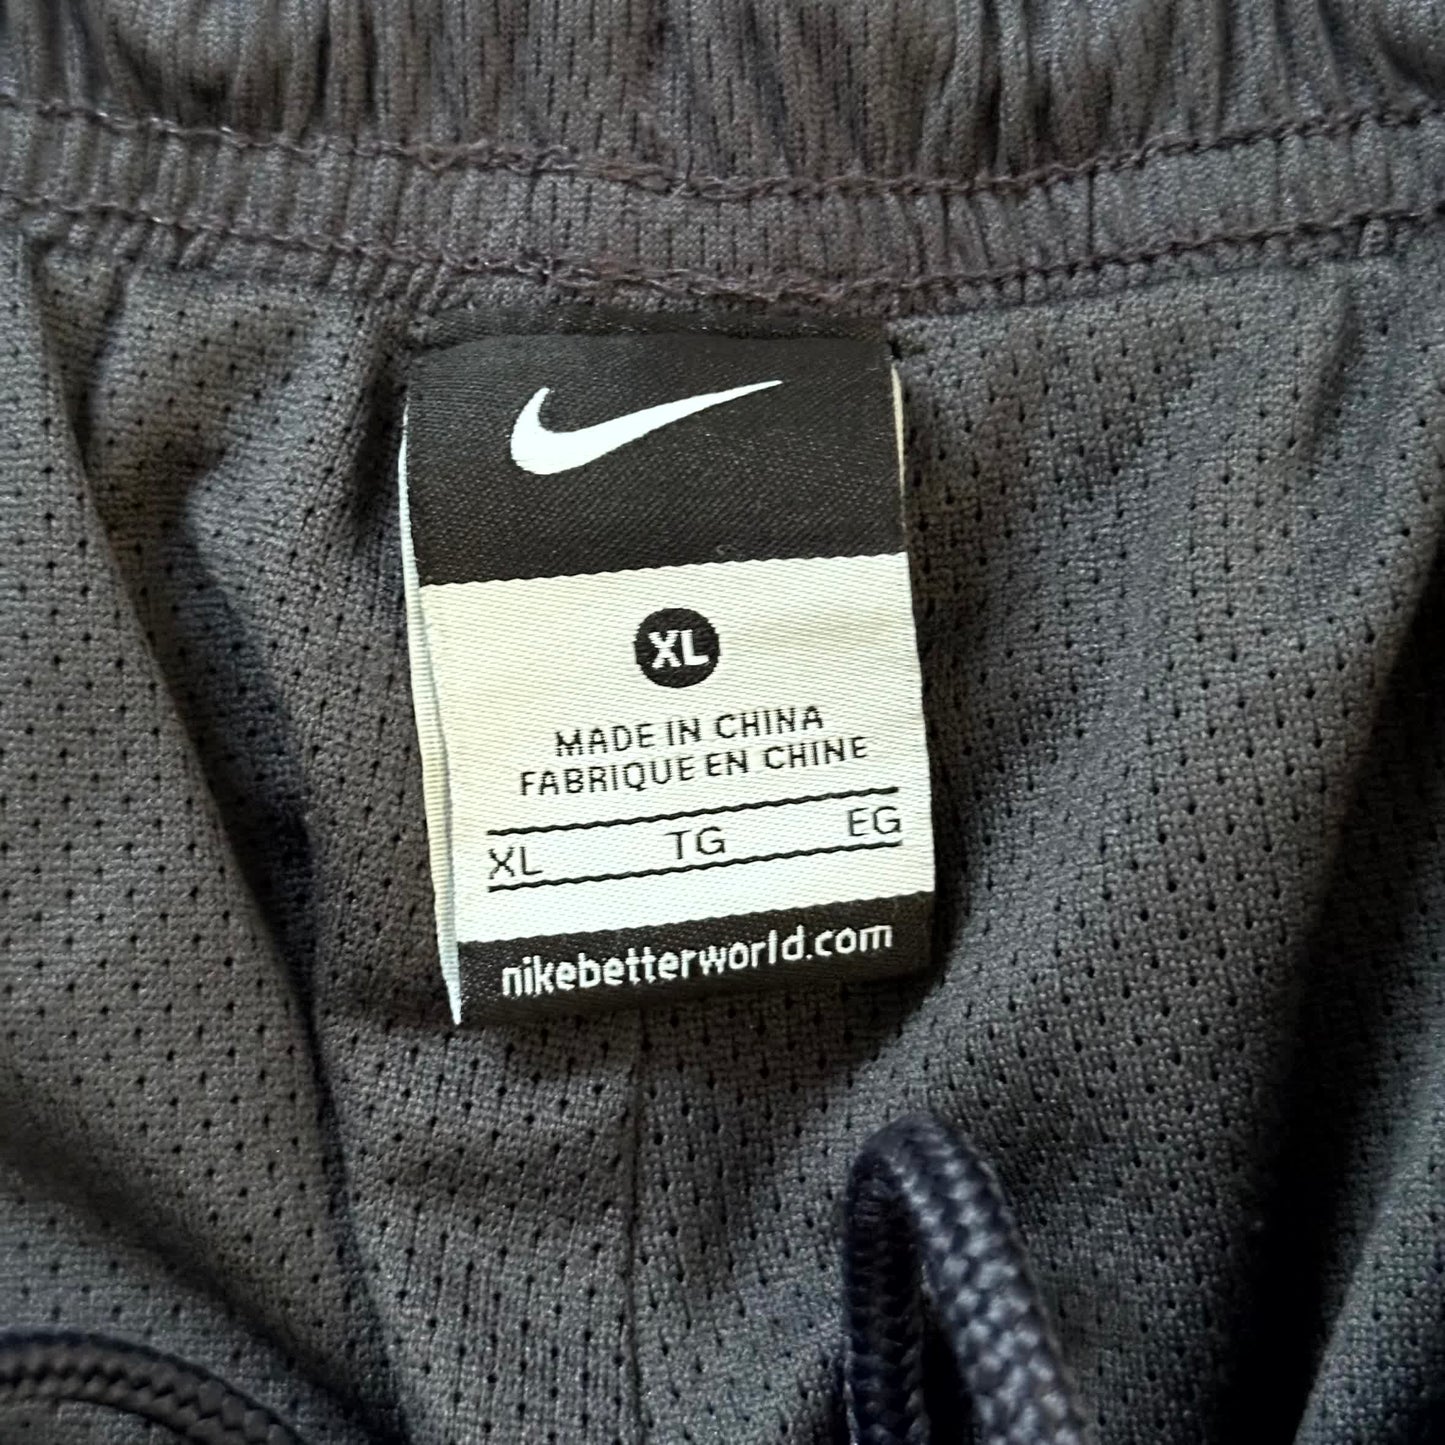 XL
MADE IN CHINA
FABRIQUE EN CHINE
XL TG EG
nikebetterworld.com